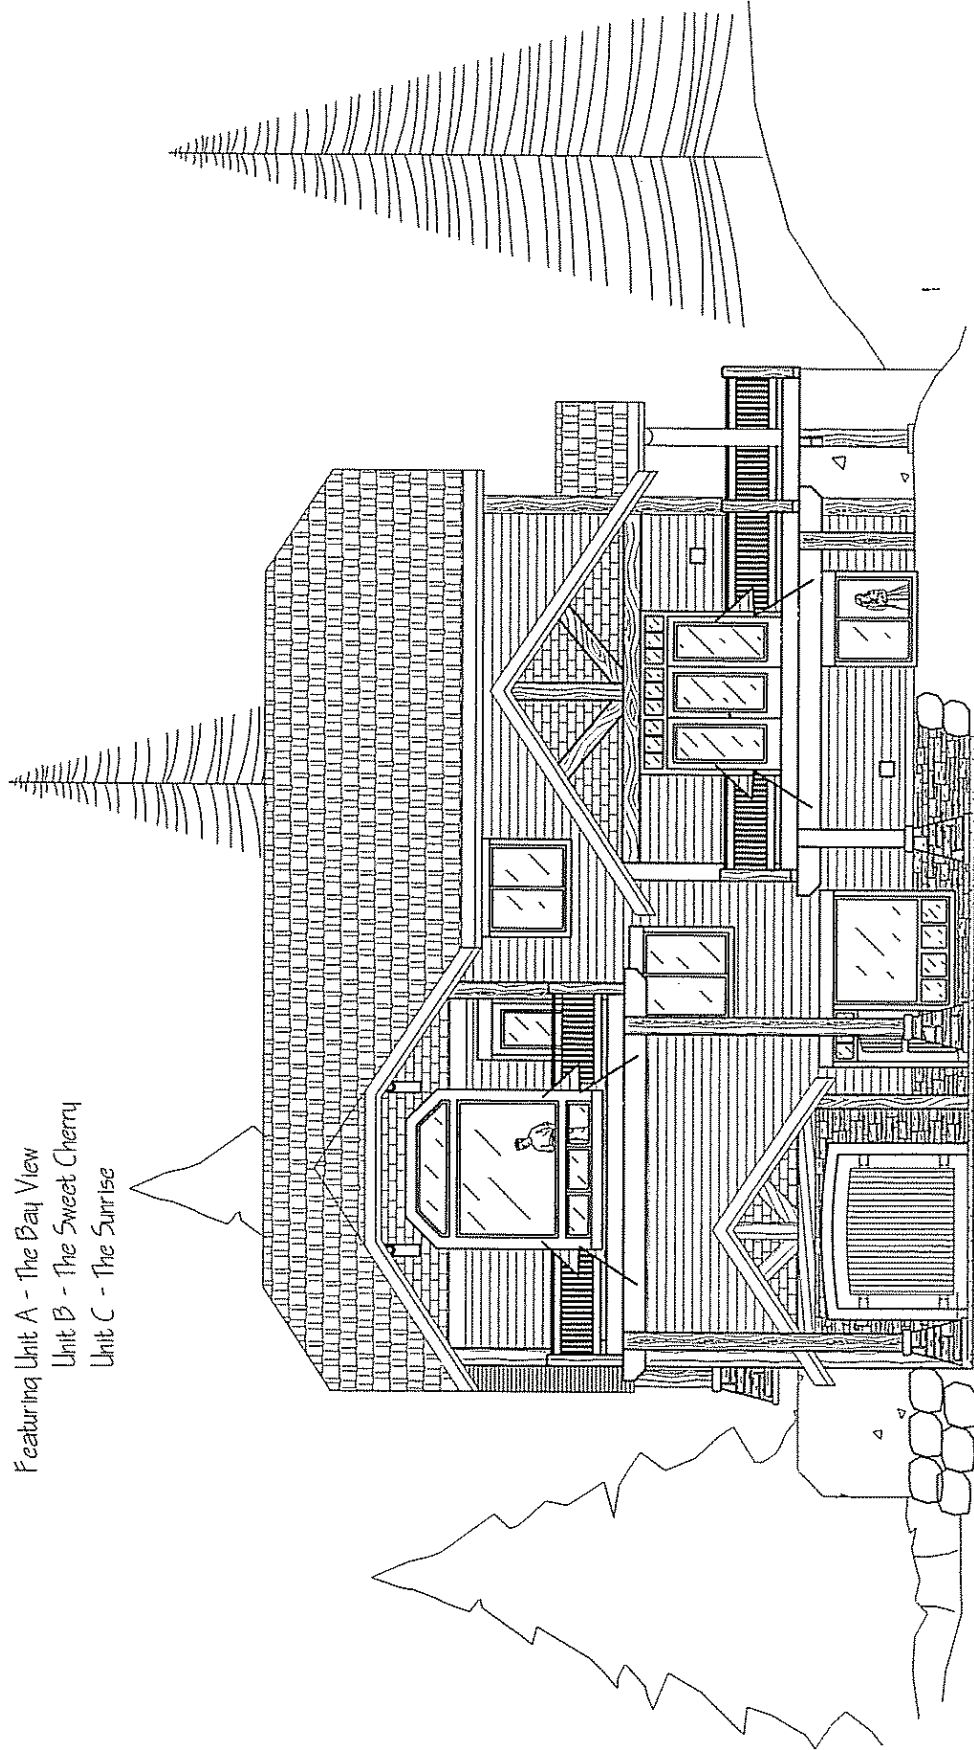 Featuring Unit A - The Bay View
Unit B - The Sweet Cherry
Unit C - The Sunrise